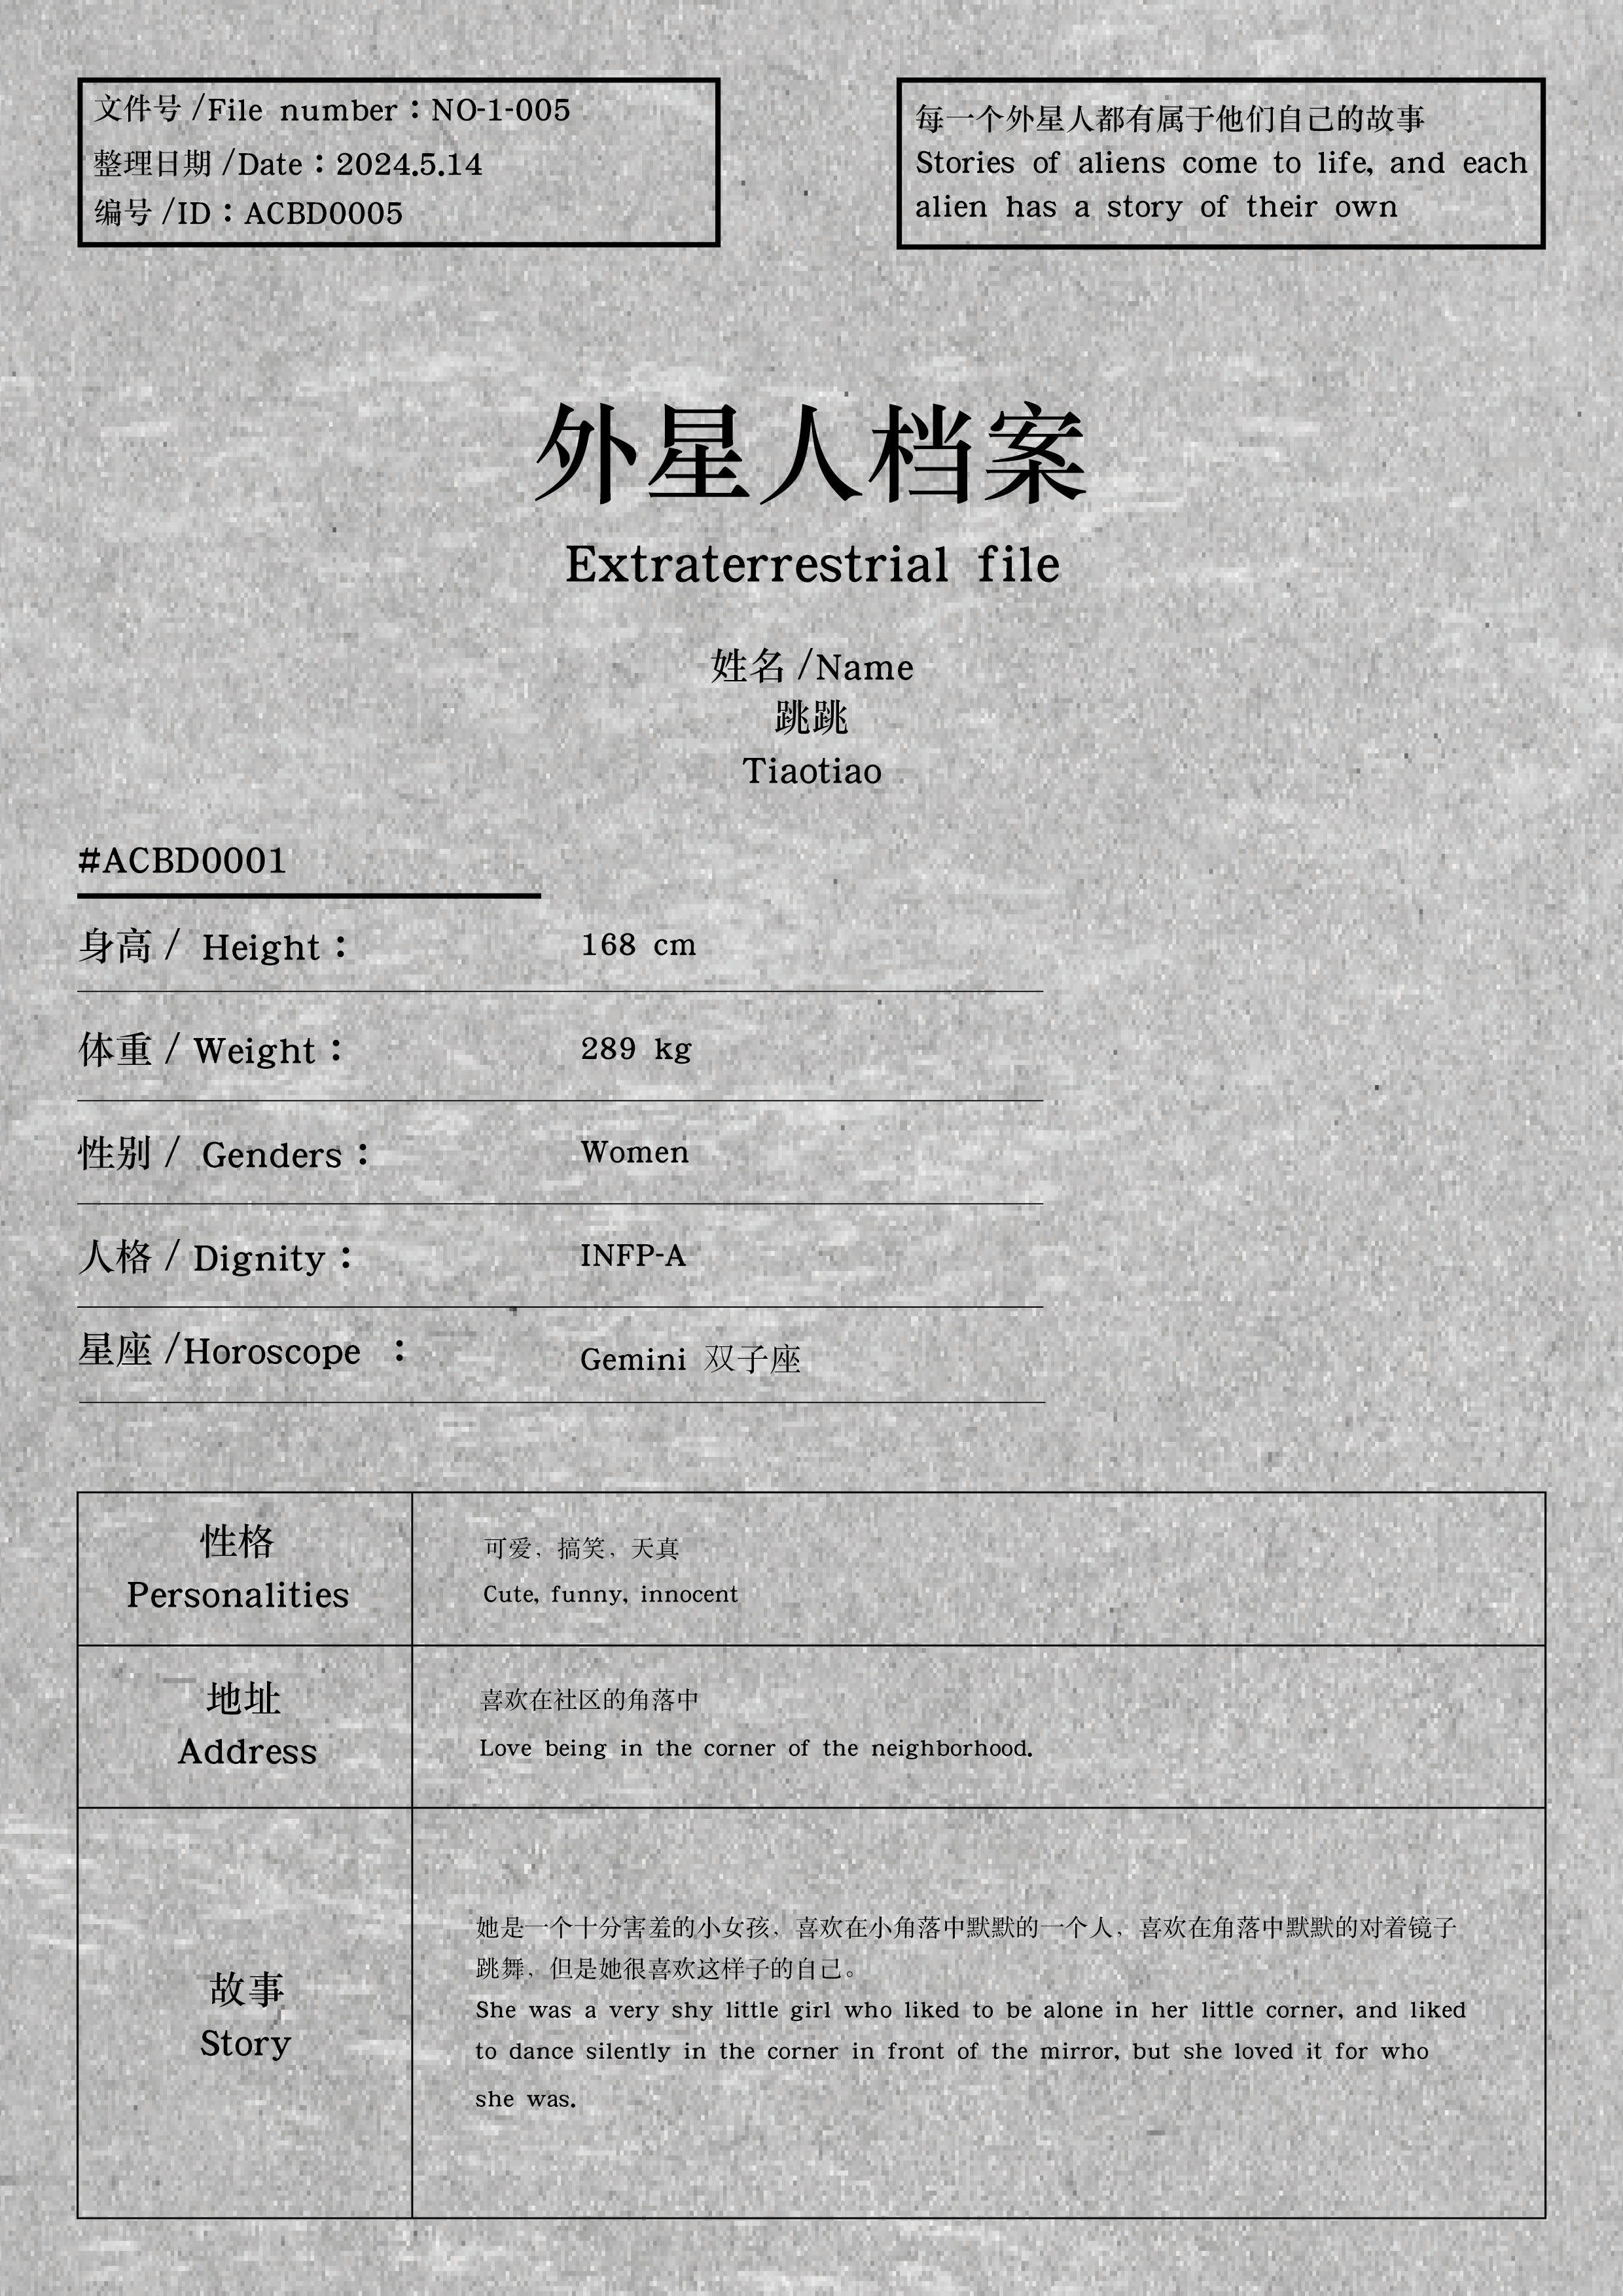 文件号 /File number：NO-1-005
整理日期 /Date：2024.5.14
编号 /ID：ACBD0005
每一个外星人都有属于他们自己的故事
Stories of aliens come to life, and each
alien has a story of their own
外星人档案
Extraterrestrial file
姓名 /Name
跳跳
Tiaotiao
#ACBD0001
身高 / Height： 168 cm
体重 / Weight： 289 kg
性别 / Genders： Women
人格 / Dignity： INFP-A
星座 /Horoscope ： Gemini 双子座
性格
Personalities
可爱，搞笑，天真
Cute, funny, innocent
地址
Address
喜欢在社区的角落中
Love being in the corner of the neighborhood.
故事
Story
她是一个十分害羞的小女孩，喜欢在小角落中默默的一个人，喜欢在角落中默默的对着镜子
跳舞，但是她很喜欢这样子的自己。
She was a very shy little girl who liked to be alone in her little corner, and liked
to dance silently in the corner in front of the mirror, but she loved it for who
she was.